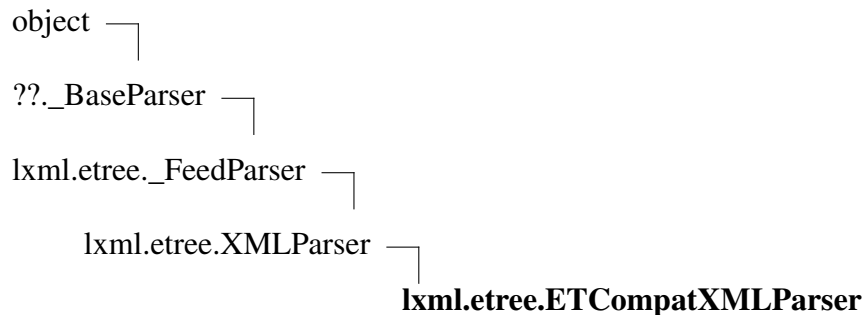 object
??._BaseParser
lxml.etree._FeedParser
lxml.etree.XMLParser
lxml.etree.ETCompatXMLParser